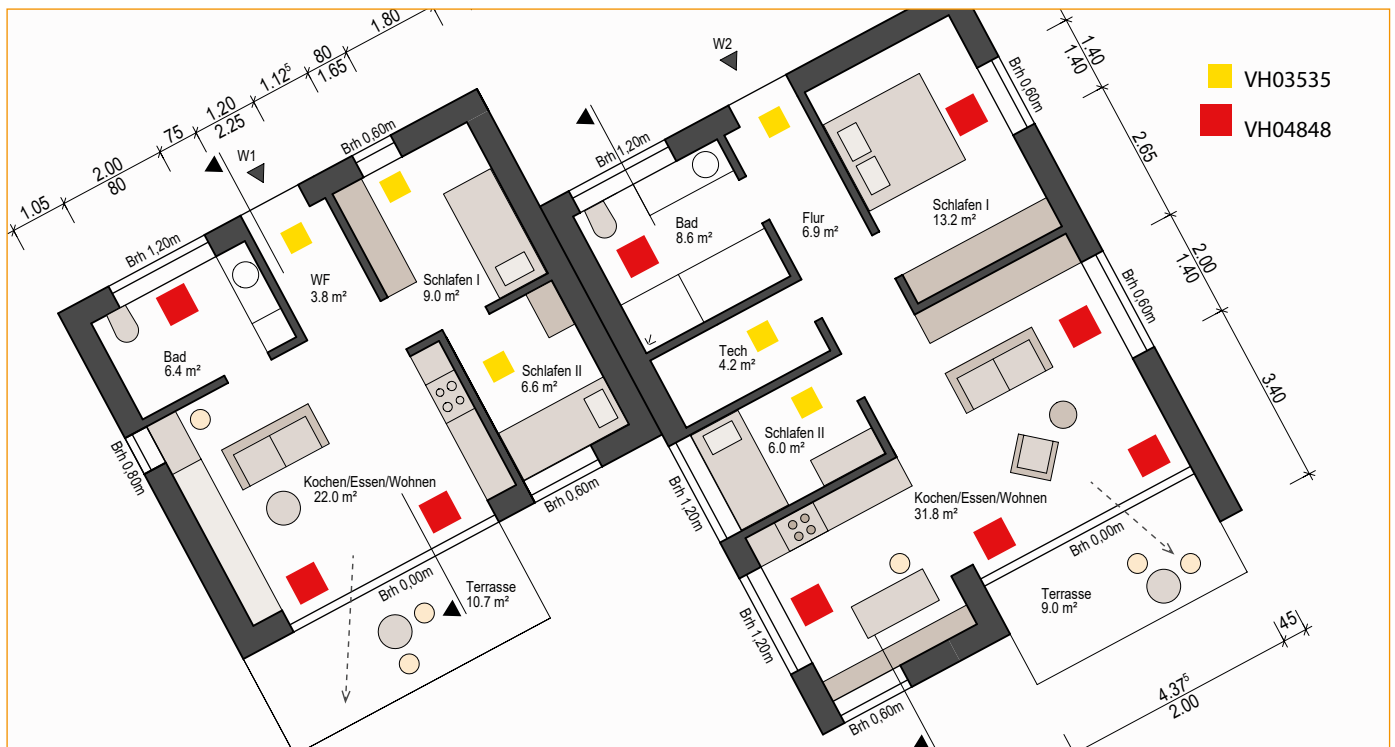 1.80
80
1.65
1.12⁵
1.20
2.25
75
2.00
80
1.05
W1
W2
Brh 1,20m
Brh 0,60m
Brh 1,20m
Brh 0,60m
1.40
1.40
2.65
2.00
1.40
3.40
VH03535
VH04848
WF
3.8 m²
Schlafen I
9.0 m²
Bad
6.4 m²
Schlafen II
6.6 m²
Kochen/Essen/Wohnen
22.0 m²
Brh 0,80m
Brh 0,00m
Brh 0,60m
Terrasse
10.7 m²
Bad
8.6 m²
Flur
6.9 m²
Schlafen I
13.2 m²
Brh 0,60m
Tech
4.2 m²
Schlafen II
6.0 m²
Kochen/Essen/Wohnen
31.8 m²
Brh 1,20m
Brh 1,20m
Brh 0,00m
Brh 0,60m
Terrasse
9.0 m²
45
4.37⁵
2.00